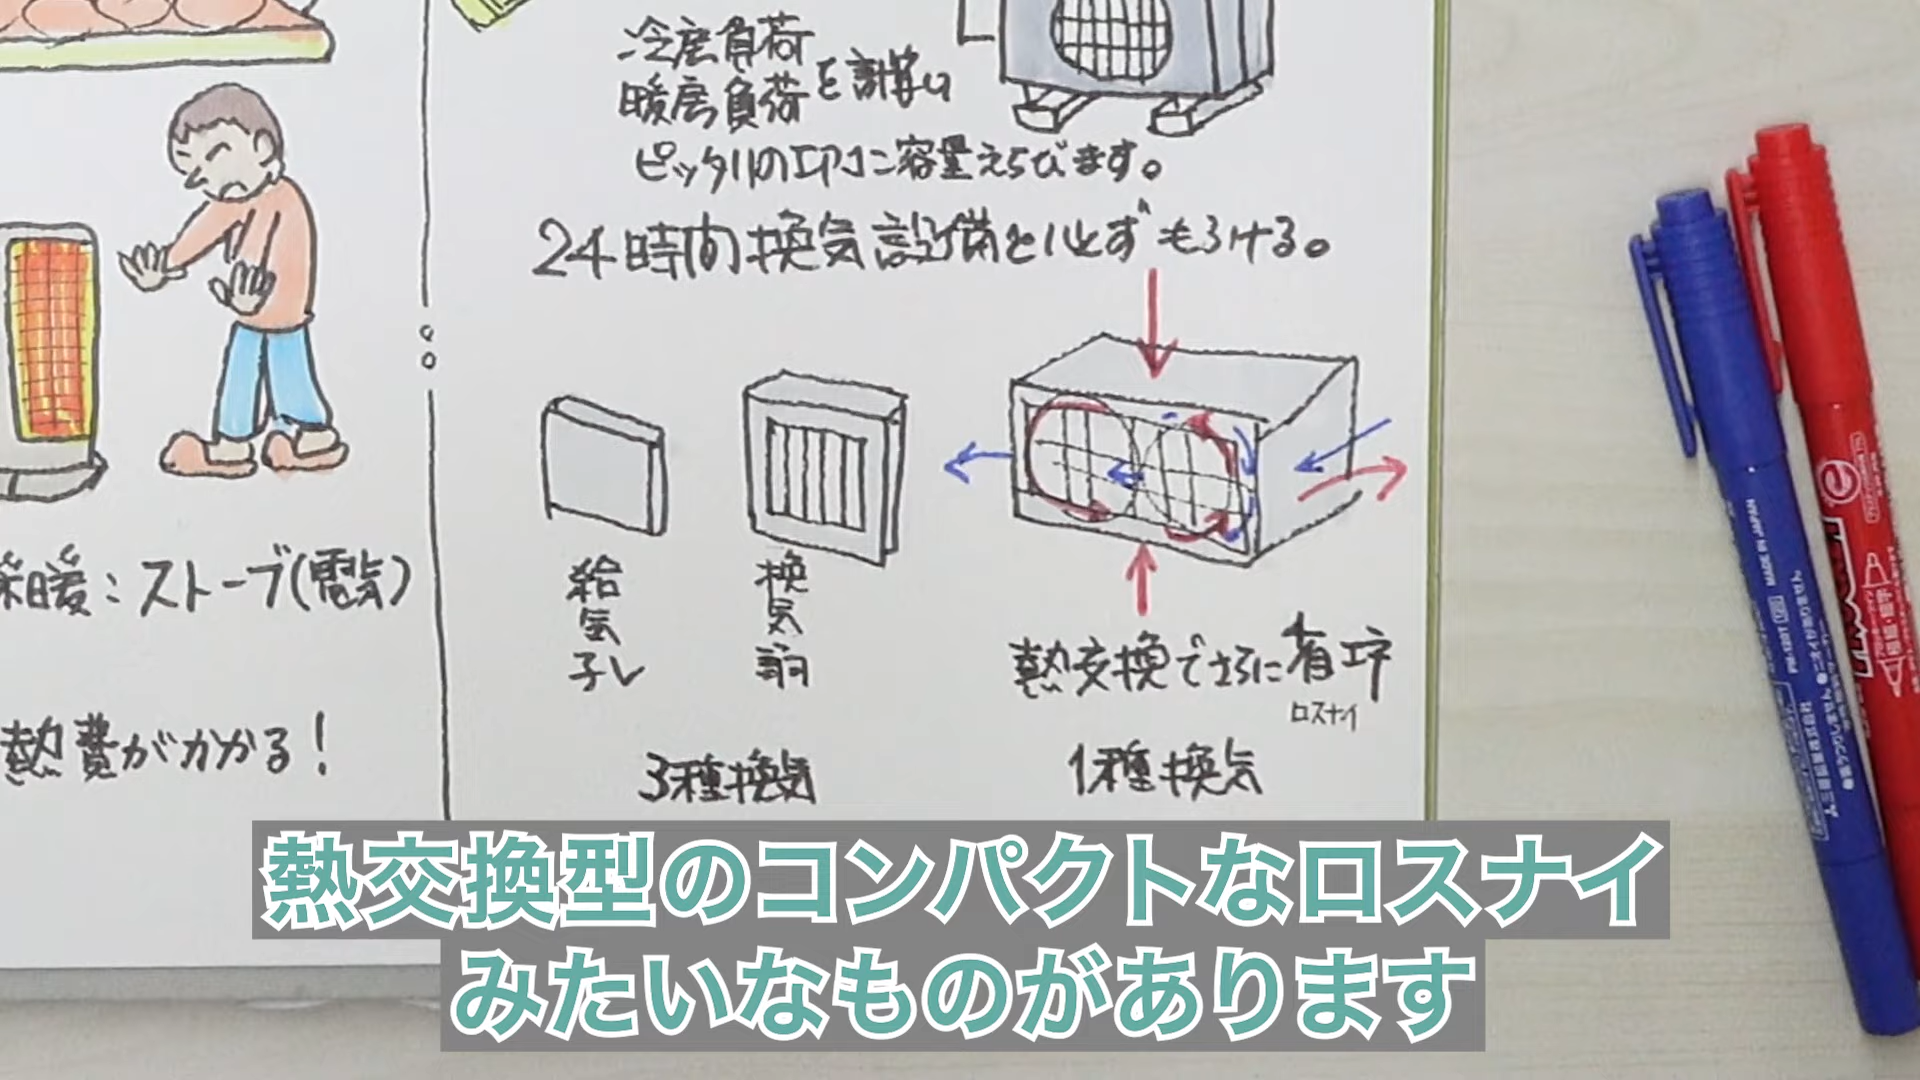 冷房負荷
暖房負荷を計算し
ピッタリのエアコン容量えらびます。
24時間換気設備を必ずもうける。
暖：ストーブ(電気)
熱費がかかる！
給気
換気扇
熱交換でさらに省エネ
ロスナイ
3種換気
1種換気
熱交換型のコンパクトなロスナイ
みたいなものがあります
MADE IN JAPAN